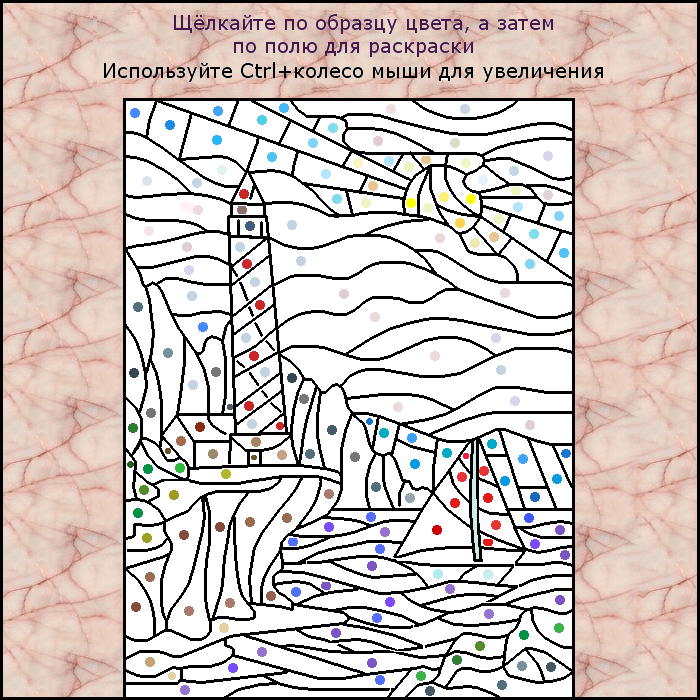 Щёлкайте по образцу цвета, а затем
по полю для раскраски
Используйте Ctrl+колесо мыши для увеличения